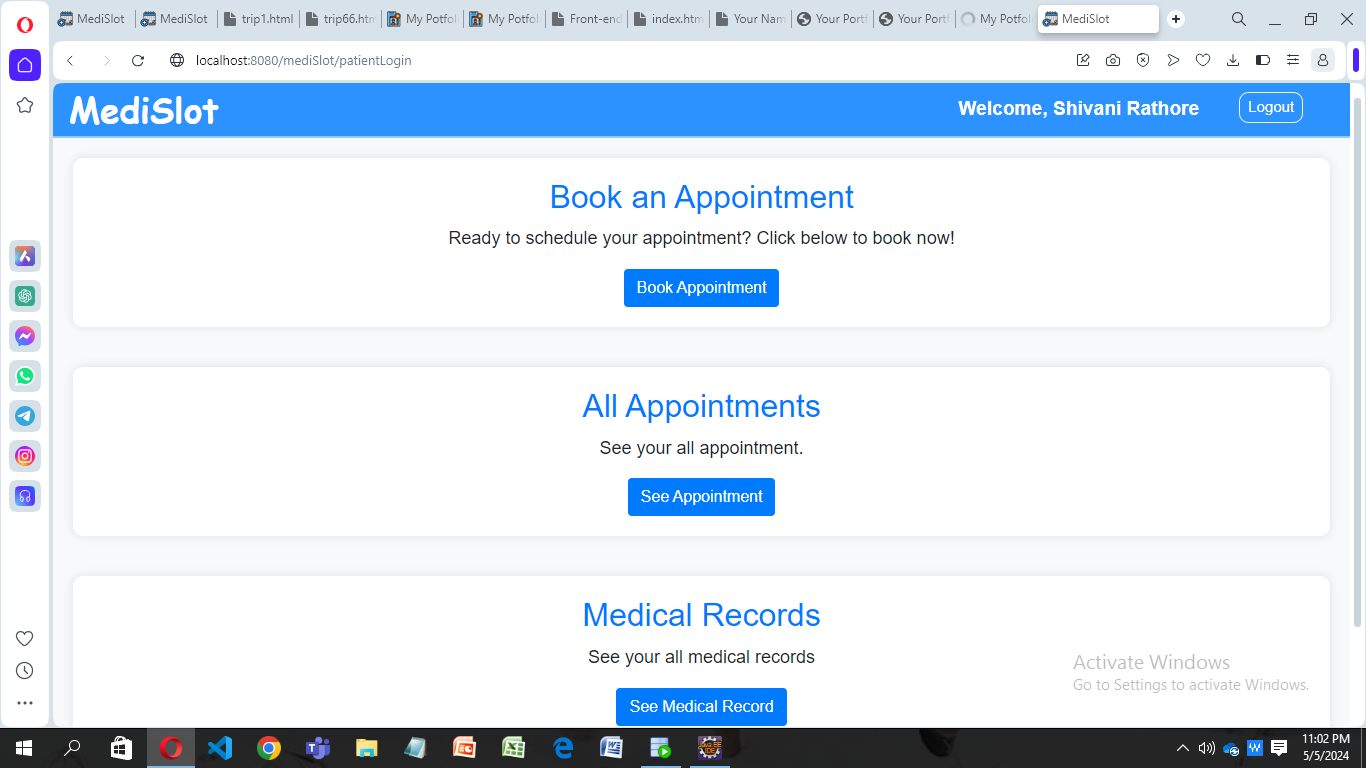 MediSlot
MediSlot
trip1.html
trip66.htm
My Potfol
My Potfol
Front-end
index.htm
Your Nam
Your Portf
Your Portf
My Potfol
MediSlot
localhost:8080/mediSlot/patientLogin
MediSlot
Welcome, Shivani Rathore
Logout
Book an Appointment
Ready to schedule your appointment? Click below to book now!
Book Appointment
All Appointments
See your all appointment.
See Appointment
Medical Records
See your all medical records
See Medical Record
Activate Windows
Go to Settings to activate Windows.
11:02 PM
5/5/2024